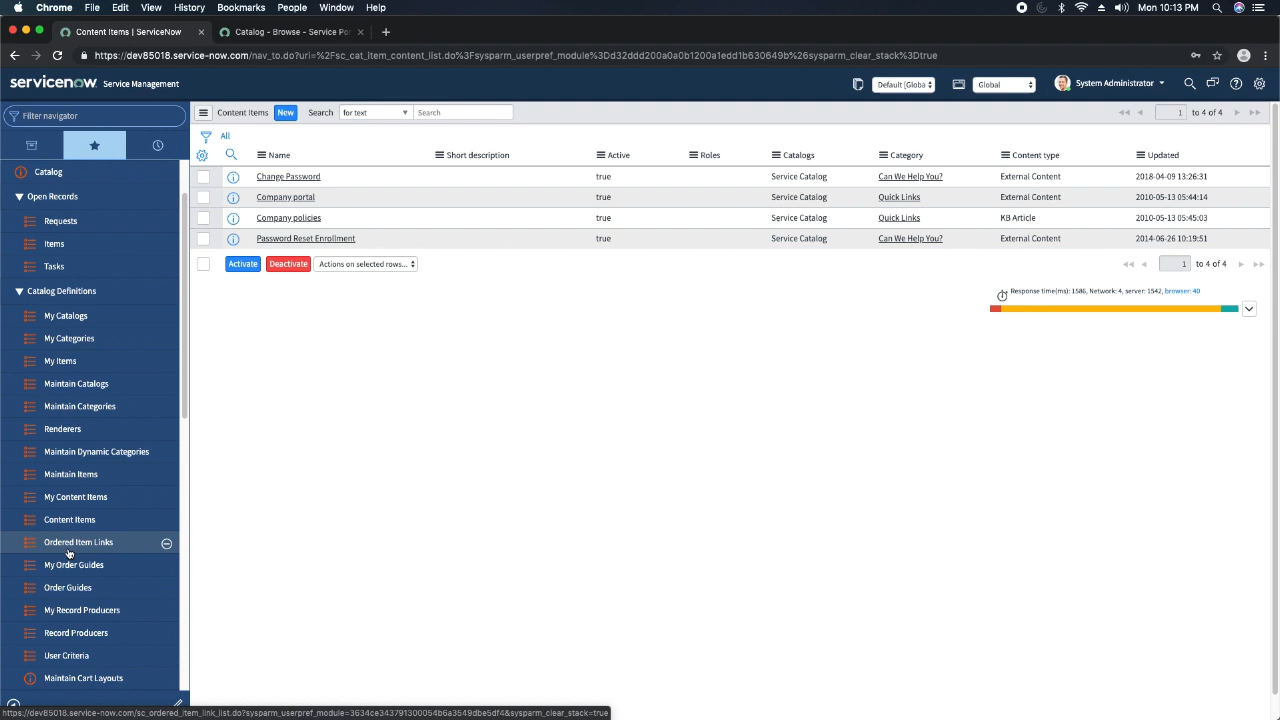 Chrome File Edit View History Bookmarks People Window Help Mon 10:13 PM
Content Items | ServiceNow Catalog - Browse - Service Por
https://dev85018.service-now.com/nav_to.do?uri=%2Fsc_cat_item_content_list.do%3Fsysparm_userpref_module%3Dd32ddd200a0a0b1200a1edd1b630649b%26sysparm_clear_stack%3Dtrue
servicenow Service Management Default [Globa Global System Administrator
Filter navigator
Content Items New Search for text Search 1 to 4 of 4
All
Name Short description Active Roles Catalogs Category Content type Updated
Change Password true Service Catalog Can We Help You? External Content 2018-04-09 13:26:31
Company portal true Service Catalog Quick Links External Content 2010-05-13 05:44:14
Company policies true Service Catalog Quick Links KB Article 2010-05-13 05:45:03
Password Reset Enrollment true Service Catalog Can We Help You? External Content 2014-06-26 10:19:51
Activate Deactivate Actions on selected rows... 1 to 4 of 4
Response time(ms): 1586, Network: 4, server: 1542, browser: 40
Catalog
Open Records
Requests
Items
Tasks
Catalog Definitions
My Catalogs
My Categories
My Items
Maintain Catalogs
Maintain Categories
Renderers
Maintain Dynamic Categories
Maintain Items
My Content Items
Content Items
Ordered Item Links
My Order Guides
Order Guides
My Record Producers
Record Producers
User Criteria
Maintain Cart Layouts
https://dev85018.service-now.com/sc_ordered_item_link_list.do?sysparm_userpref_module=3634ce343791300054b6a3549dbe5df4&sysparm_clear_stack=true